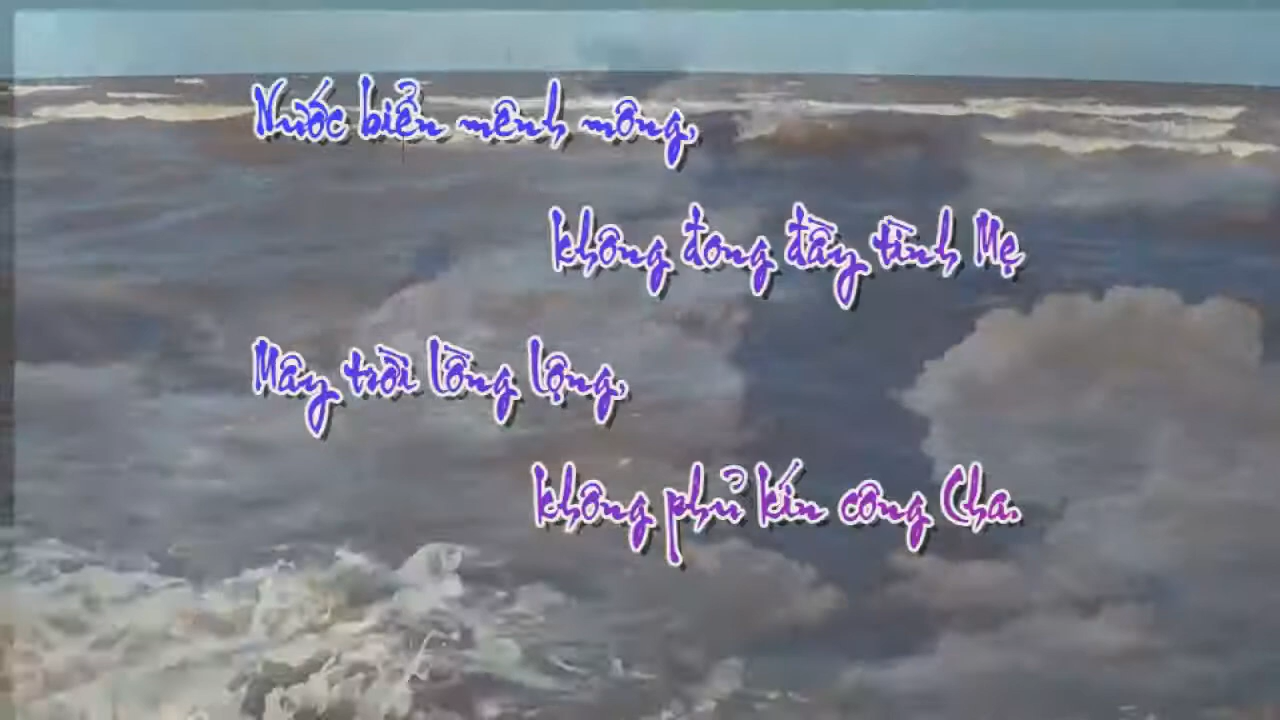 Nước biển mênh mông,
không đong đầy tình Mẹ
Mây trời lồng lộng,
không phủ kín công Cha.